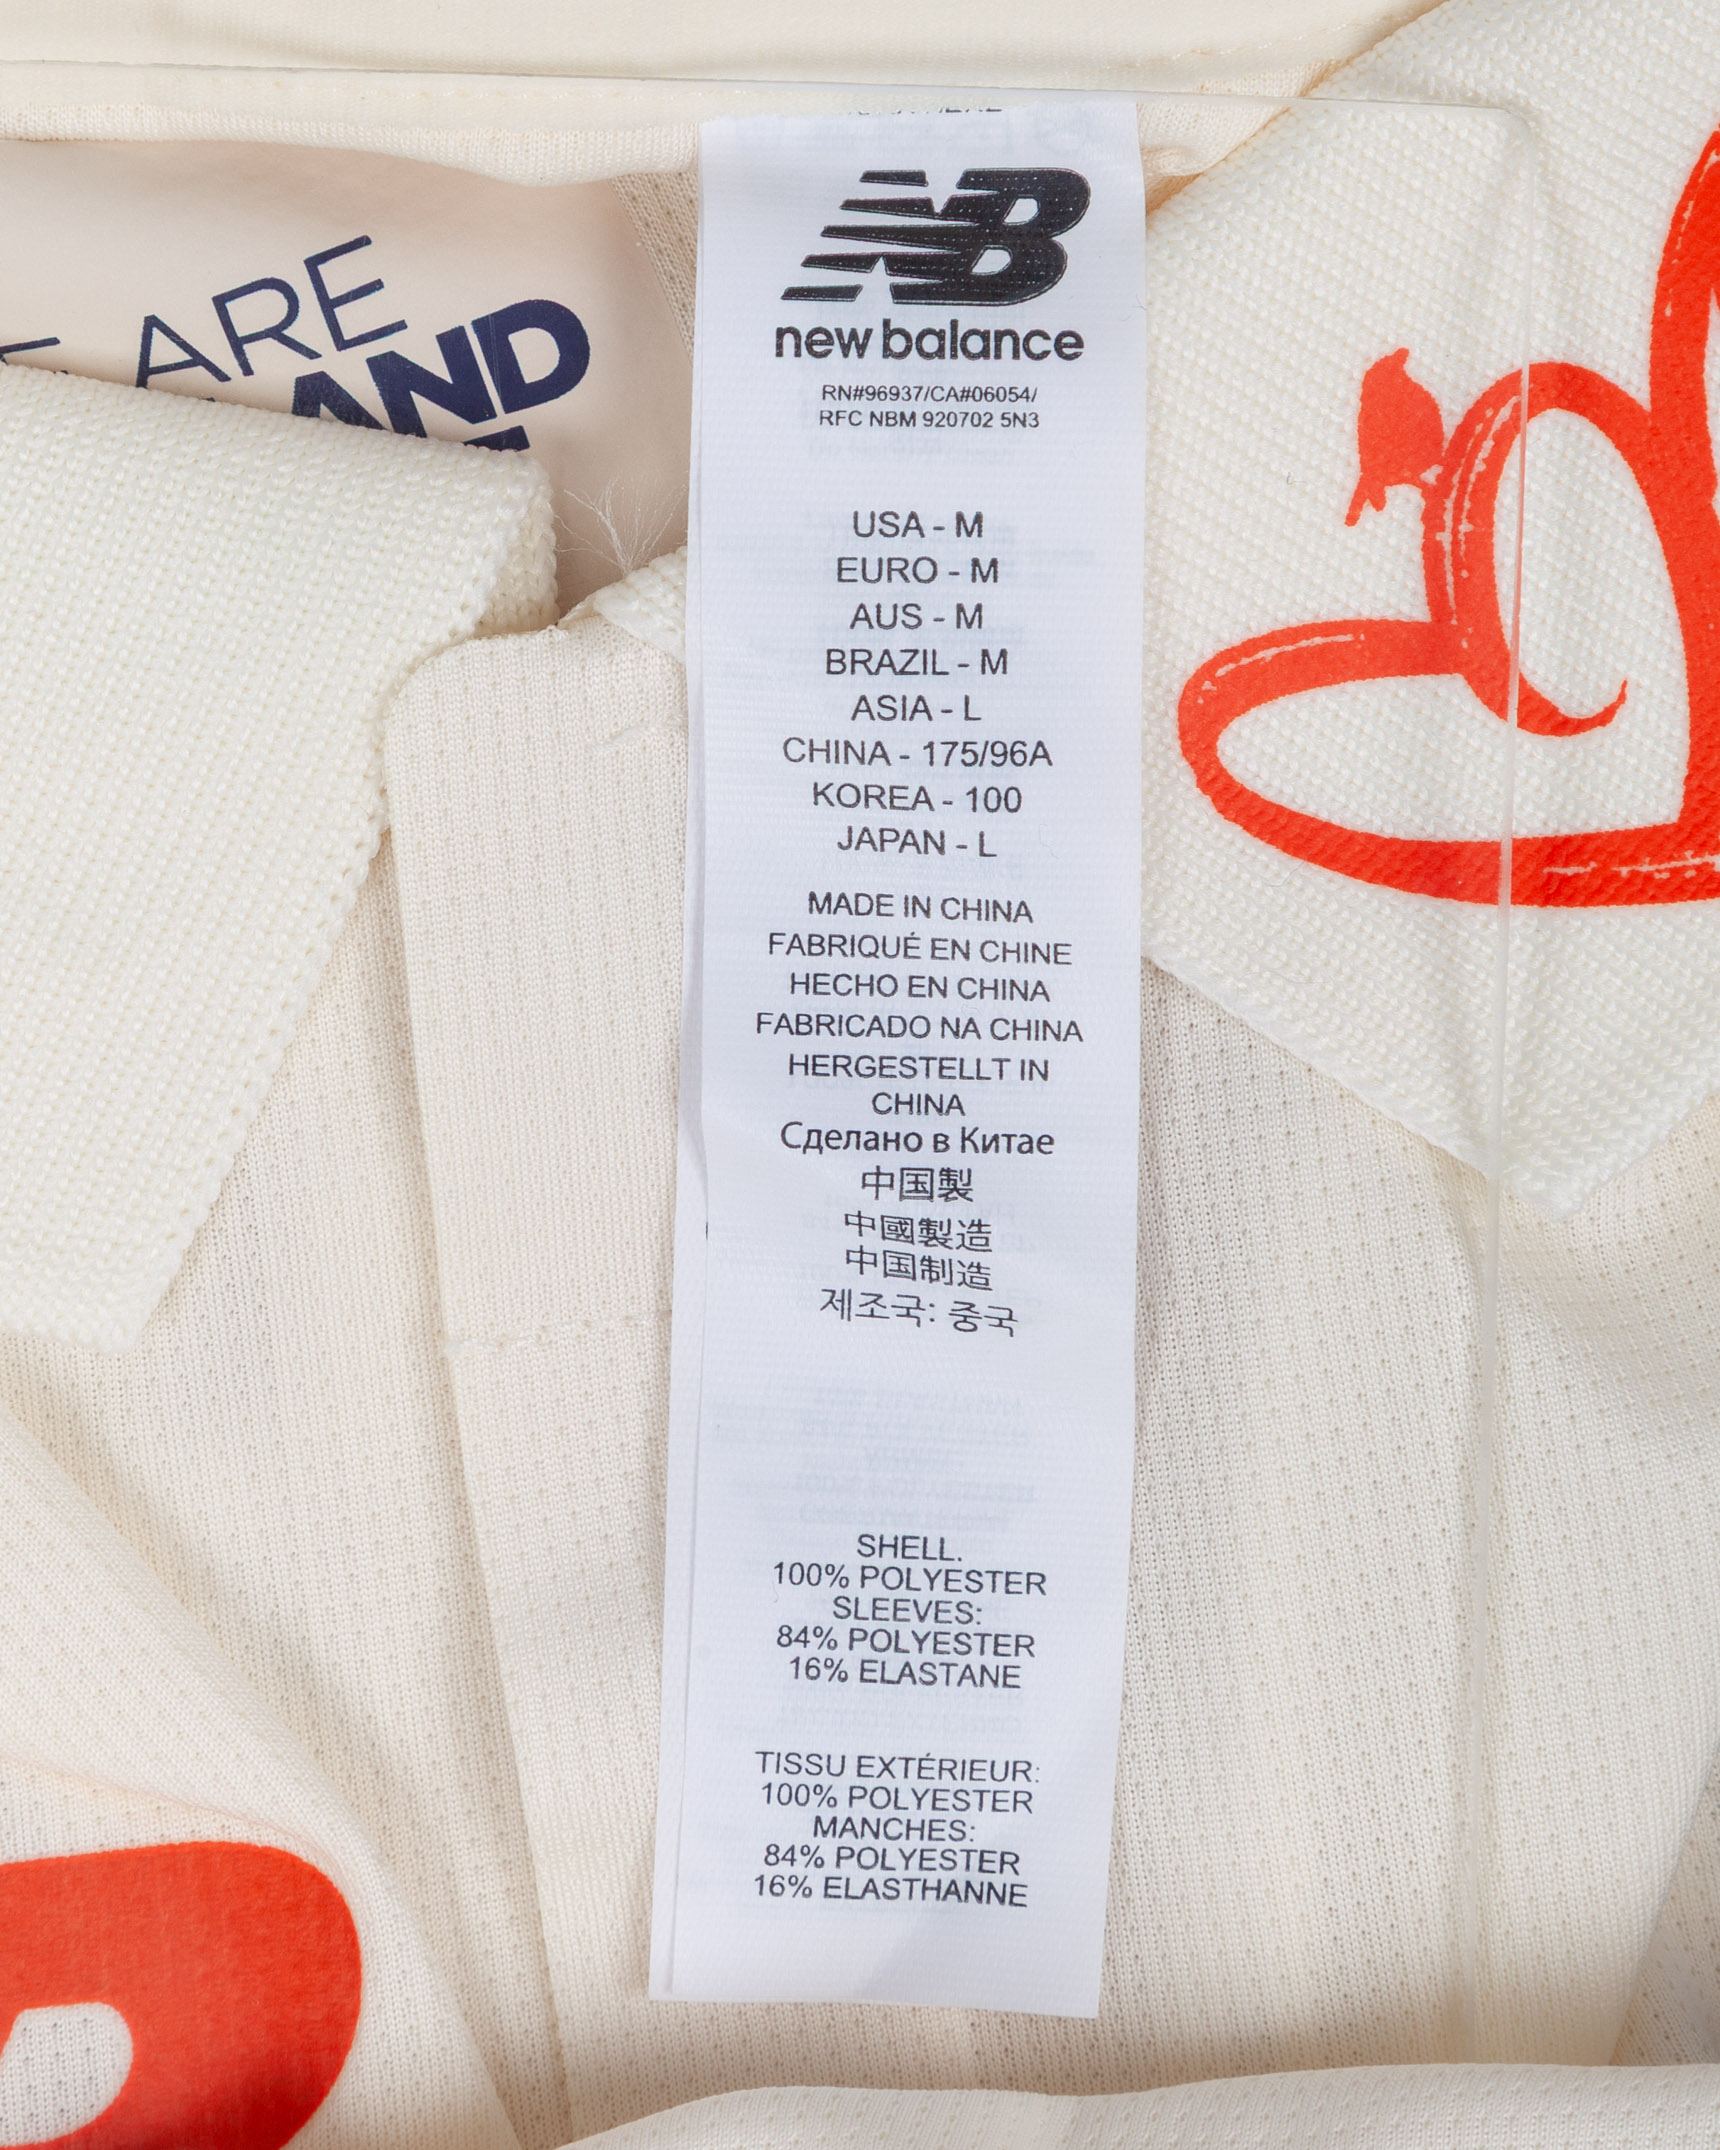 ARE
AND
NB
new balance
RN#96937/CA#06054/
RFC NBM 920702 5N3
USA - M
EURO - M
AUS - M
BRAZIL - M
ASIA - L
CHINA - 175/96A
KOREA - 100
JAPAN - L
MADE IN CHINA
FABRIQUÉ EN CHINE
HECHO EN CHINA
FABRICADO NA CHINA
HERGESTELLT IN
CHINA
Сделано в Китае
中国製
中國製造
中国制造
제조국: 중국
SHELL.
100% POLYESTER
SLEEVES:
84% POLYESTER
16% ELASTANE
TISSU EXTÉRIEUR:
100% POLYESTER
MANCHES:
84% POLYESTER
16% ELASTHANNE